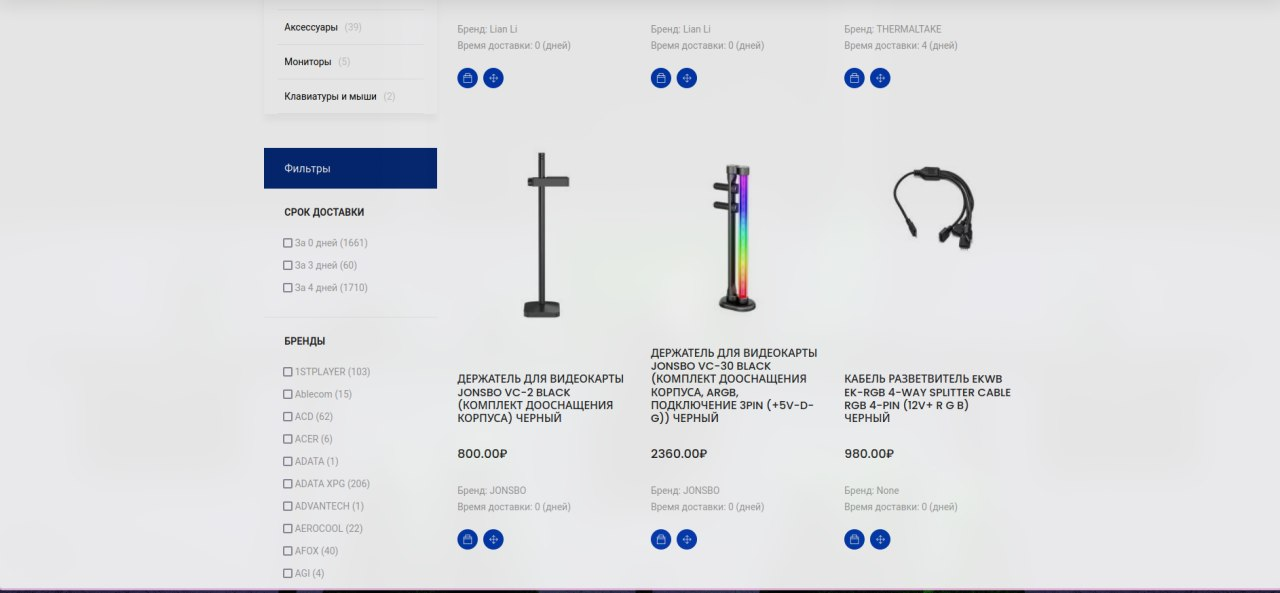 Аксессуары (39)
Мониторы (5)
Клавиатуры и мыши (2)
Фильтры
СРОК ДОСТАВКИ
За 0 дней (1661)
За 3 дней (60)
За 4 дней (1710)
БРЕНДЫ
1STPLAYER (103)
Ablecom (15)
ACD (62)
ACER (6)
ADATA (1)
ADATA XPG (206)
ADVANTECH (1)
AEROCOOL (22)
AFOX (40)
AGI (4)
Бренд: Lian Li
Время доставки: 0 (дней)
Бренд: Lian Li
Время доставки: 0 (дней)
Бренд: THERMALTAKE
Время доставки: 4 (дней)
ДЕРЖАТЕЛЬ ДЛЯ ВИДЕОКАРТЫ
JONSBO VC-2 BLACK
(КОМПЛЕКТ ДООСНАЩЕНИЯ
КОРПУСА) ЧЕРНЫЙ
800.00₽
Бренд: JONSBO
Время доставки: 0 (дней)
ДЕРЖАТЕЛЬ ДЛЯ ВИДЕОКАРТЫ
JONSBO VC-30 BLACK
(КОМПЛЕКТ ДООСНАЩЕНИЯ
КОРПУСА, ARGB,
ПОДКЛЮЧЕНИЕ 3PIN (+5V-D-
G)) ЧЕРНЫЙ
2360.00₽
Бренд: JONSBO
Время доставки: 0 (дней)
КАБЕЛЬ РАЗВЕТВИТЕЛЬ EKWB
EK-RGB 4-WAY SPLITTER CABLE
RGB 4-PIN (12V+ R G B)
ЧЕРНЫЙ
980.00₽
Бренд: None
Время доставки: 0 (дней)